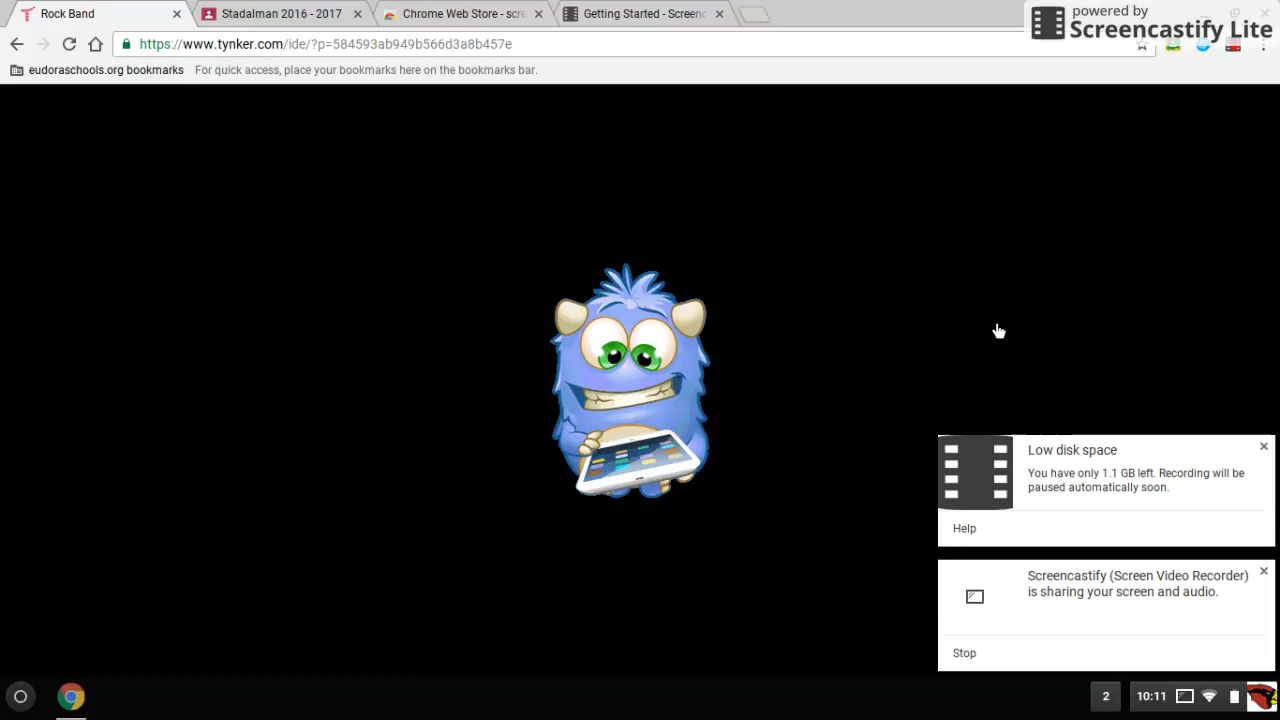 Rock Band
Stadalman 2016 - 2017
Chrome Web Store - scre
Getting Started - Screenc
powered by
Screencastify Lite
https://www.tynker.com/ide/?p=584593ab949b566d3a8b457e
eudoraschools.org bookmarks
For quick access, place your bookmarks here on the bookmarks bar.
Low disk space
You have only 1.1 GB left. Recording will be
paused automatically soon.
Help
Screencastify (Screen Video Recorder)
is sharing your screen and audio.
Stop
2
10:11